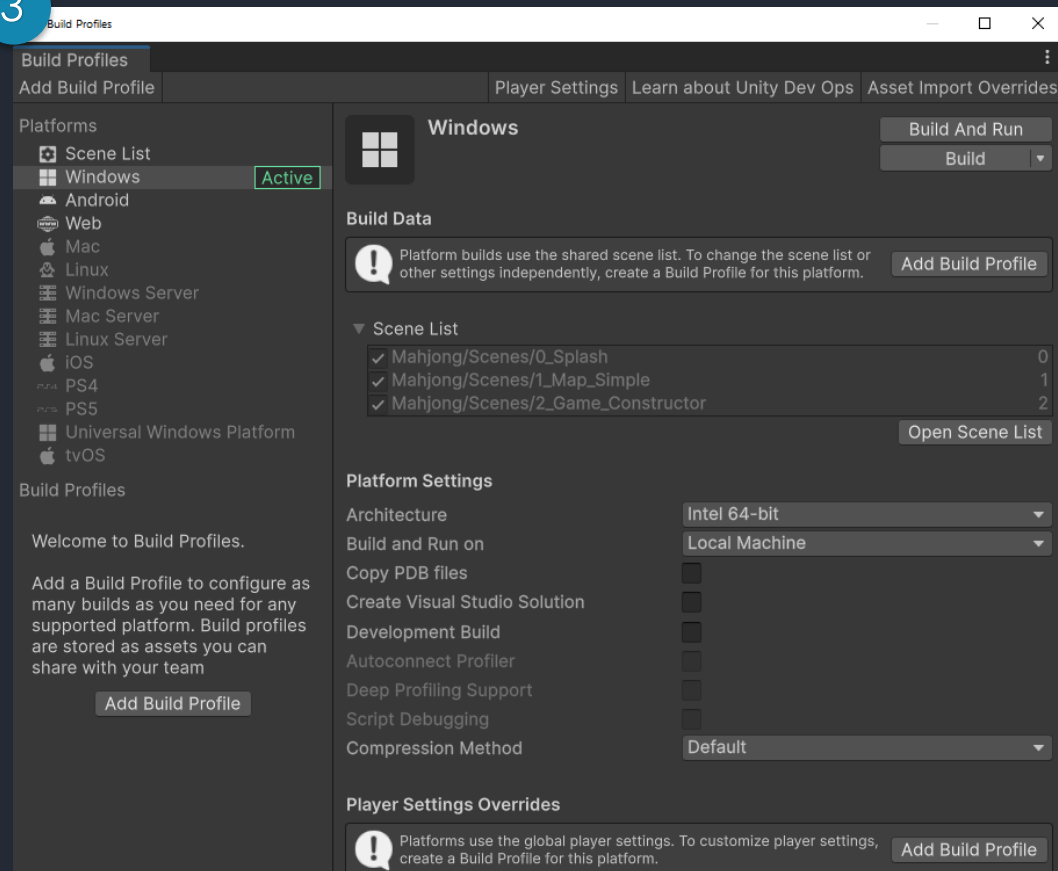 3
Build Profiles
Build Profiles
Add Build Profile
Player Settings
Learn about Unity Dev Ops
Asset Import Overrides
Platforms
Scene List
Windows
Active
Android
Web
Mac
Linux
Windows Server
Mac Server
Linux Server
iOS
PS4
PS5
Universal Windows Platform
tvOS
Build Profiles
Welcome to Build Profiles.
Add a Build Profile to configure as
many builds as you need for any
supported platform. Build profiles
are stored as assets you can
share with your team
Add Build Profile
Windows
Build And Run
Build
Build Data
Platform builds use the shared scene list. To change the scene list or
other settings independently, create a Build Profile for this platform.
Add Build Profile
Scene List
Mahjong/Scenes/0_Splash 0
Mahjong/Scenes/1_Map_Simple 1
Mahjong/Scenes/2_Game_Constructor 2
Open Scene List
Platform Settings
Architecture Intel 64-bit
Build and Run on Local Machine
Copy PDB files
Create Visual Studio Solution
Development Build
Autoconnect Profiler
Deep Profiling Support
Script Debugging
Compression Method Default
Player Settings Overrides
Platforms use the global player settings. To customize player settings,
create a Build Profile for this platform.
Add Build Profile